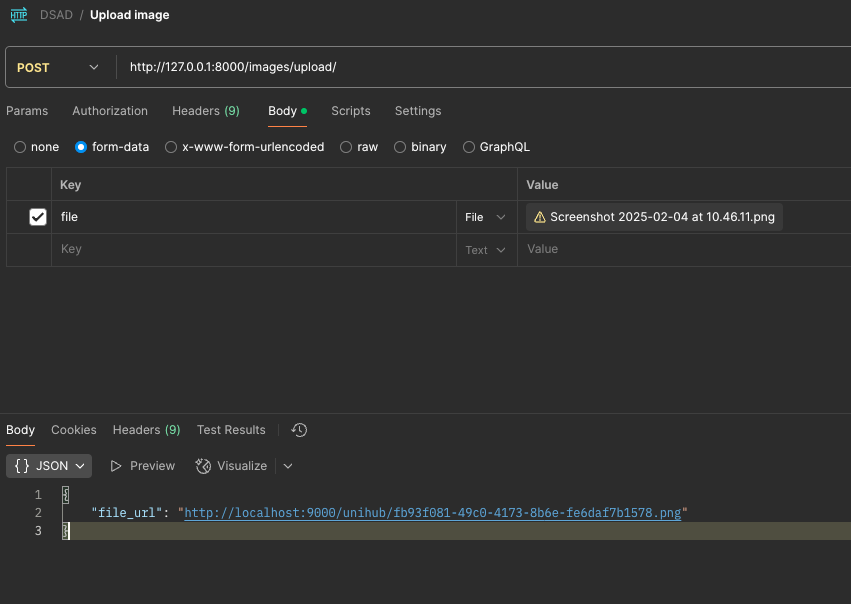 HTTP DSAD / Upload image
POST http://127.0.0.1:8000/images/upload/
Params Authorization Headers (9) Body Scripts Settings
none form-data x-www-form-urlencoded raw binary GraphQL
Key Value
file File Screenshot 2025-02-04 at 10.46.11.png
Key Text Value
Body Cookies Headers (9) Test Results
{ } JSON Preview Visualize
1 {
2 "file_url": "http://localhost:9000/unihub/fb93f081-49c0-4173-8b6e-fe6daf7b1578.png"
3 }